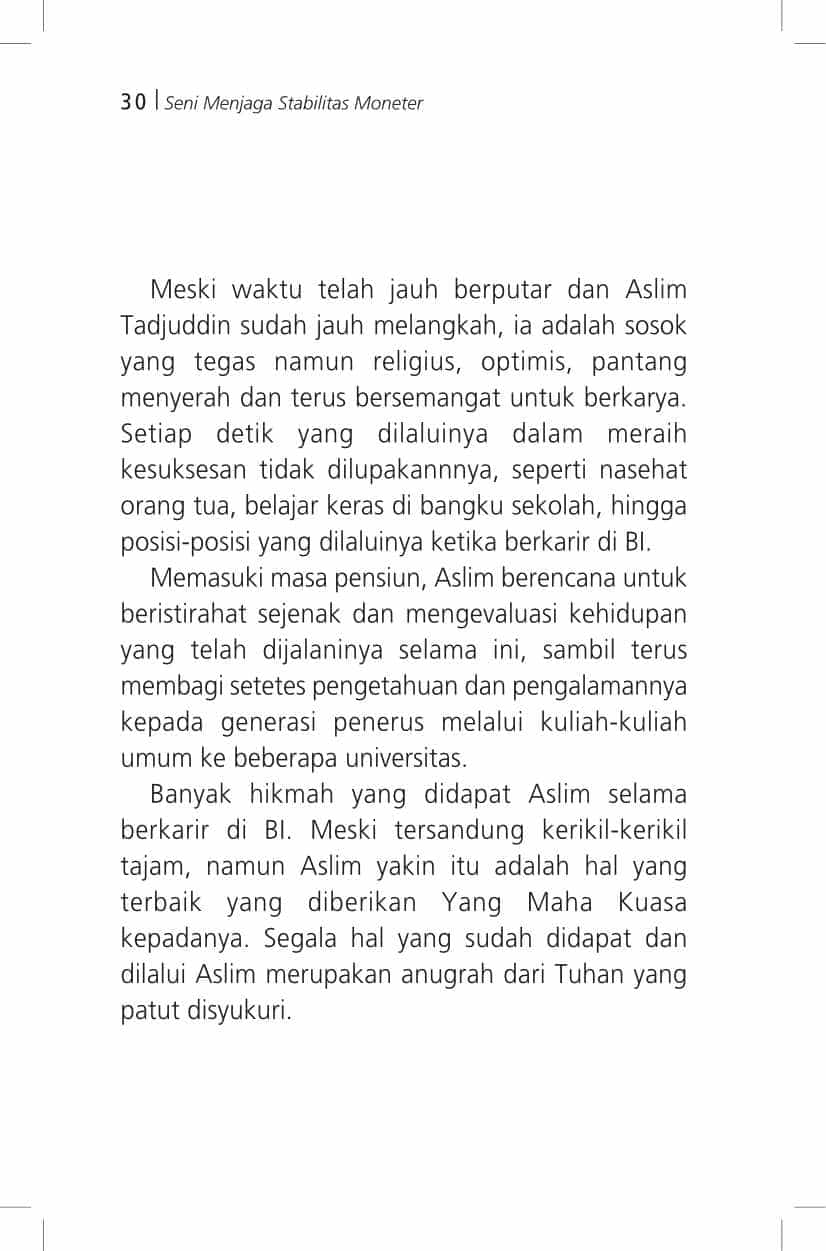 30 | Seni Menjaga Stabilitas Moneter
Meski waktu telah jauh berputar dan Aslim
Tadjuddin sudah jauh melangkah, ia adalah sosok
yang tegas namun religius, optimis, pantang
menyerah dan terus bersemangat untuk berkarya.
Setiap detik yang dilaluinya dalam meraih
kesuksesan tidak dilupakannnya, seperti nasehat
orang tua, belajar keras di bangku sekolah, hingga
posisi-posisi yang dilaluinya ketika berkarir di BI.
Memasuki masa pensiun, Aslim berencana untuk
beristirahat sejenak dan mengevaluasi kehidupan
yang telah dijalaninya selama ini, sambil terus
membagi setetes pengetahuan dan pengalamannya
kepada generasi penerus melalui kuliah-kuliah
umum ke beberapa universitas.
Banyak hikmah yang didapat Aslim selama
berkarir di BI. Meski tersandung kerikil-kerikil
tajam, namun Aslim yakin itu adalah hal yang
terbaik yang diberikan Yang Maha Kuasa
kepadanya. Segala hal yang sudah didapat dan
dilalui Aslim merupakan anugrah dari Tuhan yang
patut disyukuri.